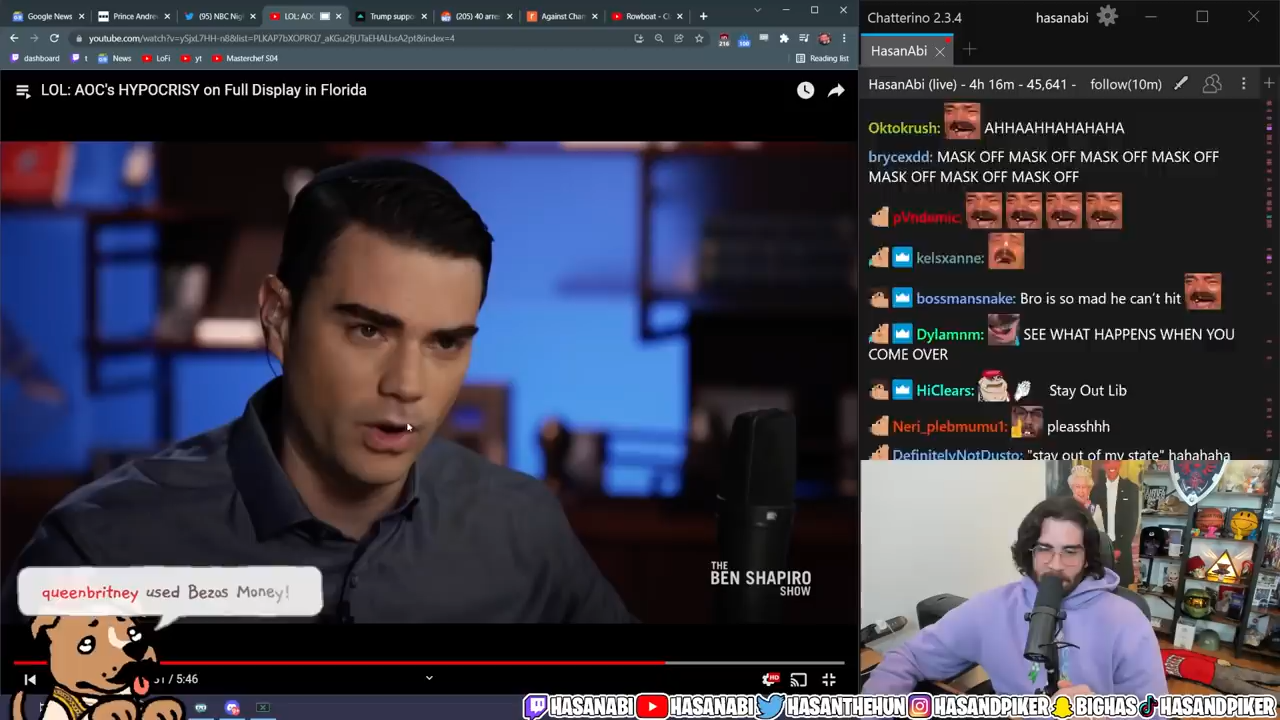 Google News
Prince Andrew
(95) NBC Nig
LOL: AOC
Trump suppo
(205) 40 arres
Against Chan
Rowboat - C
youtube.com/watch?v=ySjxL7HH-n8&list=PLKAP7bXOPRQ7_aKGu2fjUTaEHALbsA2pt&index=4
216
100
dashboard
t
News
LoFi
yt
Masterchef S04
Reading list
LOL: AOC's HYPOCRISY on Full Display in Florida
THE
BEN SHAPIRO
SHOW
queenbritney used Bezos Money!
/ 5:46
HD
Chatterino 2.3.4
hasanabi
HasanAbi
HasanAbi (live) - 4h 16m - 45,641 -
follow(10m)
Oktokrush: AHHAAHHAHAHAHA
brycexdd: MASK OFF MASK OFF MASK OFF MASK OFF
MASK OFF MASK OFF MASK OFF
pVndemic:
kelsxanne:
bossmansnake: Bro is so mad he can't hit
Dylamnm: SEE WHAT HAPPENS WHEN YOU
COME OVER
HiClears: Stay Out Lib
Neri_plebmumu1: pleasshhh
DefinitelyNotDusto: "stay out of my state" hahahaha
HASANABI
HASANABI
HASANTHEHUN
HASANDPIKER
BIGHAS
HASANDPIKER